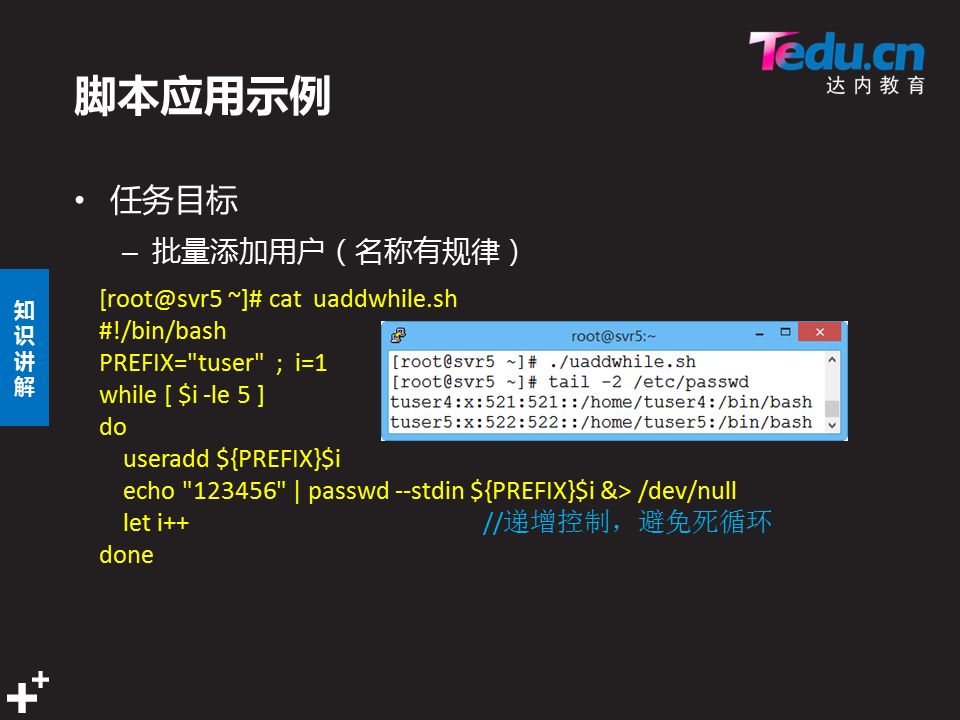 Tedu.cn
达内教育
脚本应用示例
• 任务目标
– 批量添加用户（名称有规律）
知识讲解
[root@svr5 ~]# cat  uaddwhile.sh
#!/bin/bash
PREFIX="tuser"  ;  i=1
while [ $i -le 5 ]
do
    useradd ${PREFIX}$i
    echo "123456" | passwd --stdin ${PREFIX}$i &> /dev/null
    let i++    //递增控制，避免死循环
done
root@svr5:~
[root@svr5 ~]# ./uaddwhile.sh
[root@svr5 ~]# tail -2 /etc/passwd
tuser4:x:521:521::/home/tuser4:/bin/bash
tuser5:x:522:522::/home/tuser5:/bin/bash